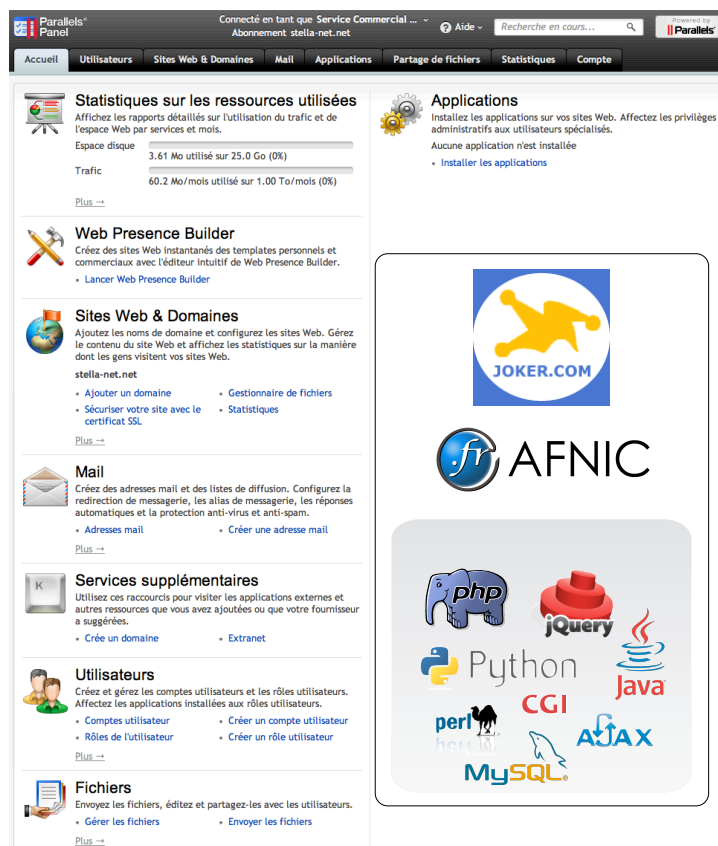 Parallels®
Panel
Connecté en tant que Service Commercial ...
Abonnement stella-net.net
Aide
Recherche en cours...
Powered by
Parallels®
Accueil
Utilisateurs
Sites Web & Domaines
Mail
Applications
Partage de fichiers
Statistiques
Compte
Statistiques sur les ressources utilisées
Affichez les rapports détaillés sur l'utilisation du trafic et de
l'espace Web par services et mois.
Espace disque
3.61 Mo utilisé sur 25.0 Go (0%)
Trafic
60.2 Mo/mois utilisé sur 1.00 To/mois (0%)
Plus →
Web Presence Builder
Créez des sites Web instantanés des templates personnels et
commerciaux avec l'éditeur intuitif de Web Presence Builder.
• Lancer Web Presence Builder
Sites Web & Domaines
Ajoutez les noms de domaine et configurez les sites Web. Gérez
le contenu du site Web et affichez les statistiques sur la manière
dont les gens visitent vos sites Web.
stella-net.net
• Ajouter un domaine
• Gestionnaire de fichiers
• Sécuriser votre site avec le
certificat SSL
• Statistiques
Plus →
Mail
Créez des adresses mail et des listes de diffusion. Configurez la
redirection de messagerie, les alias de messagerie, les réponses
automatiques et la protection anti-virus et anti-spam.
• Adresses mail
• Créer une adresse mail
Plus →
K
Services supplémentaires
Utilisez ces raccourcis pour visiter les applications externes et
autres ressources que vous avez ajoutées ou que votre fournisseur
a suggérées.
• Crée un domaine
• Extranet
Utilisateurs
Créez et gérez les comptes utilisateurs et les rôles utilisateurs.
Affectez les applications installées aux rôles utilisateurs.
• Comptes utilisateur
• Créer un compte utilisateur
• Rôles de l'utilisateur
• Créer un rôle utilisateur
Plus →
Fichiers
Envoyez les fichiers, éditez et partagez-les avec les utilisateurs.
• Gérer les fichiers
• Envoyer les fichiers
Plus →
Applications
Installez les applications sur vos sites Web. Affectez les privilèges
administratifs aux utilisateurs spécialisés.
Aucune application n'est installée
• Installer les applications
JOKER.COM
.fr AFNIC
php
jQuery
Python
Java
CGI
perl
AJAX
MySQL®